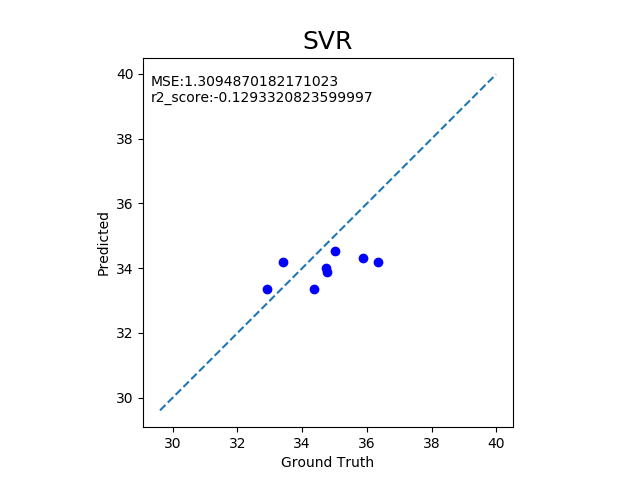 SVR
MSE:1.3094870182171023
r2_score:-0.1293320823599997
40
38
36
34
32
30
Predicted
30 32 34 36 38 40
Ground Truth